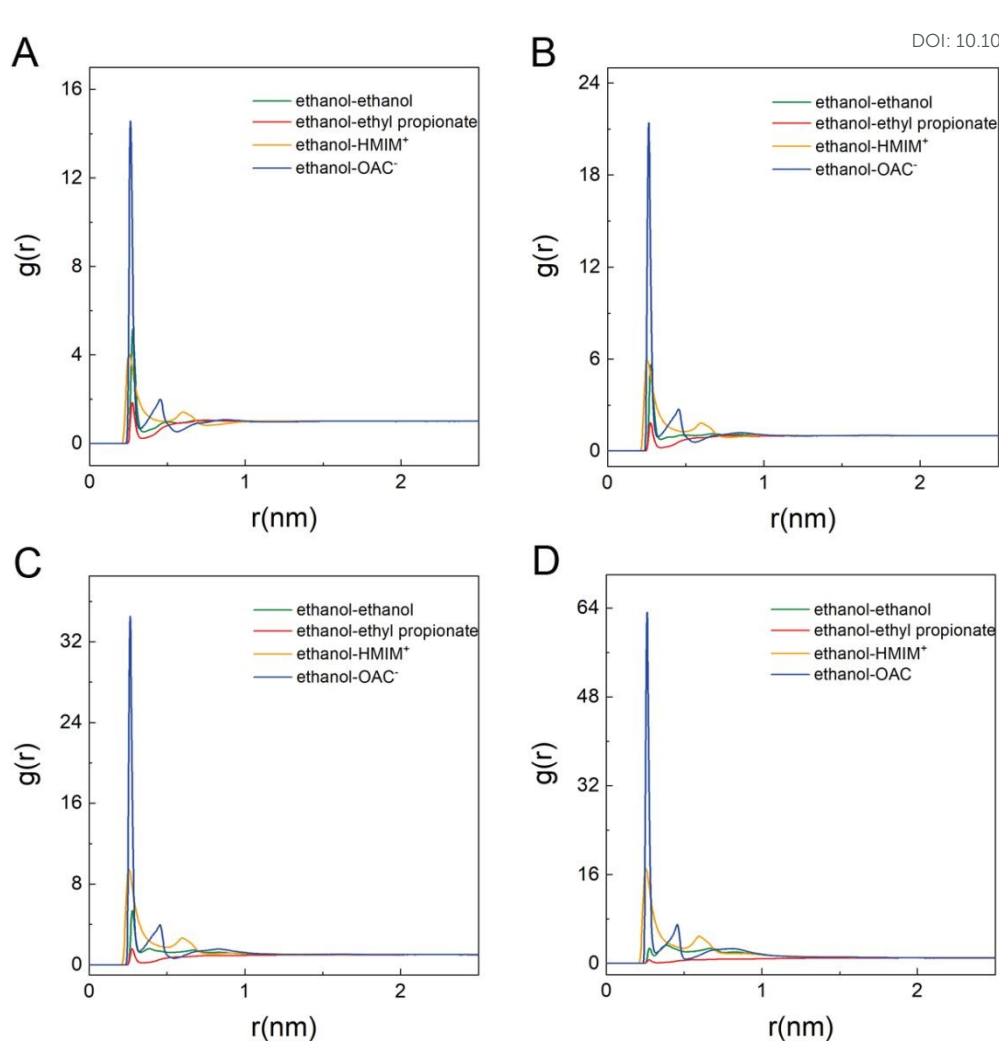 DOI: 10.10
A
16
12
8
4
0
g(r)
ethanol-ethanol
ethanol-ethyl propionate
ethanol-HMIM⁺
ethanol-OAC⁻
0
1
2
r(nm)
B
24
18
12
6
0
g(r)
ethanol-ethanol
ethanol-ethyl propionate
ethanol-HMIM⁺
ethanol-OAC⁻
0
1
2
r(nm)
C
32
24
16
8
0
g(r)
ethanol-ethanol
ethanol-ethyl propionate
ethanol-HMIM⁺
ethanol-OAC⁻
0
1
2
r(nm)
D
64
48
32
16
0
g(r)
ethanol-ethanol
ethanol-ethyl propionate
ethanol-HMIM⁺
ethanol-OAC
0
1
2
r(nm)